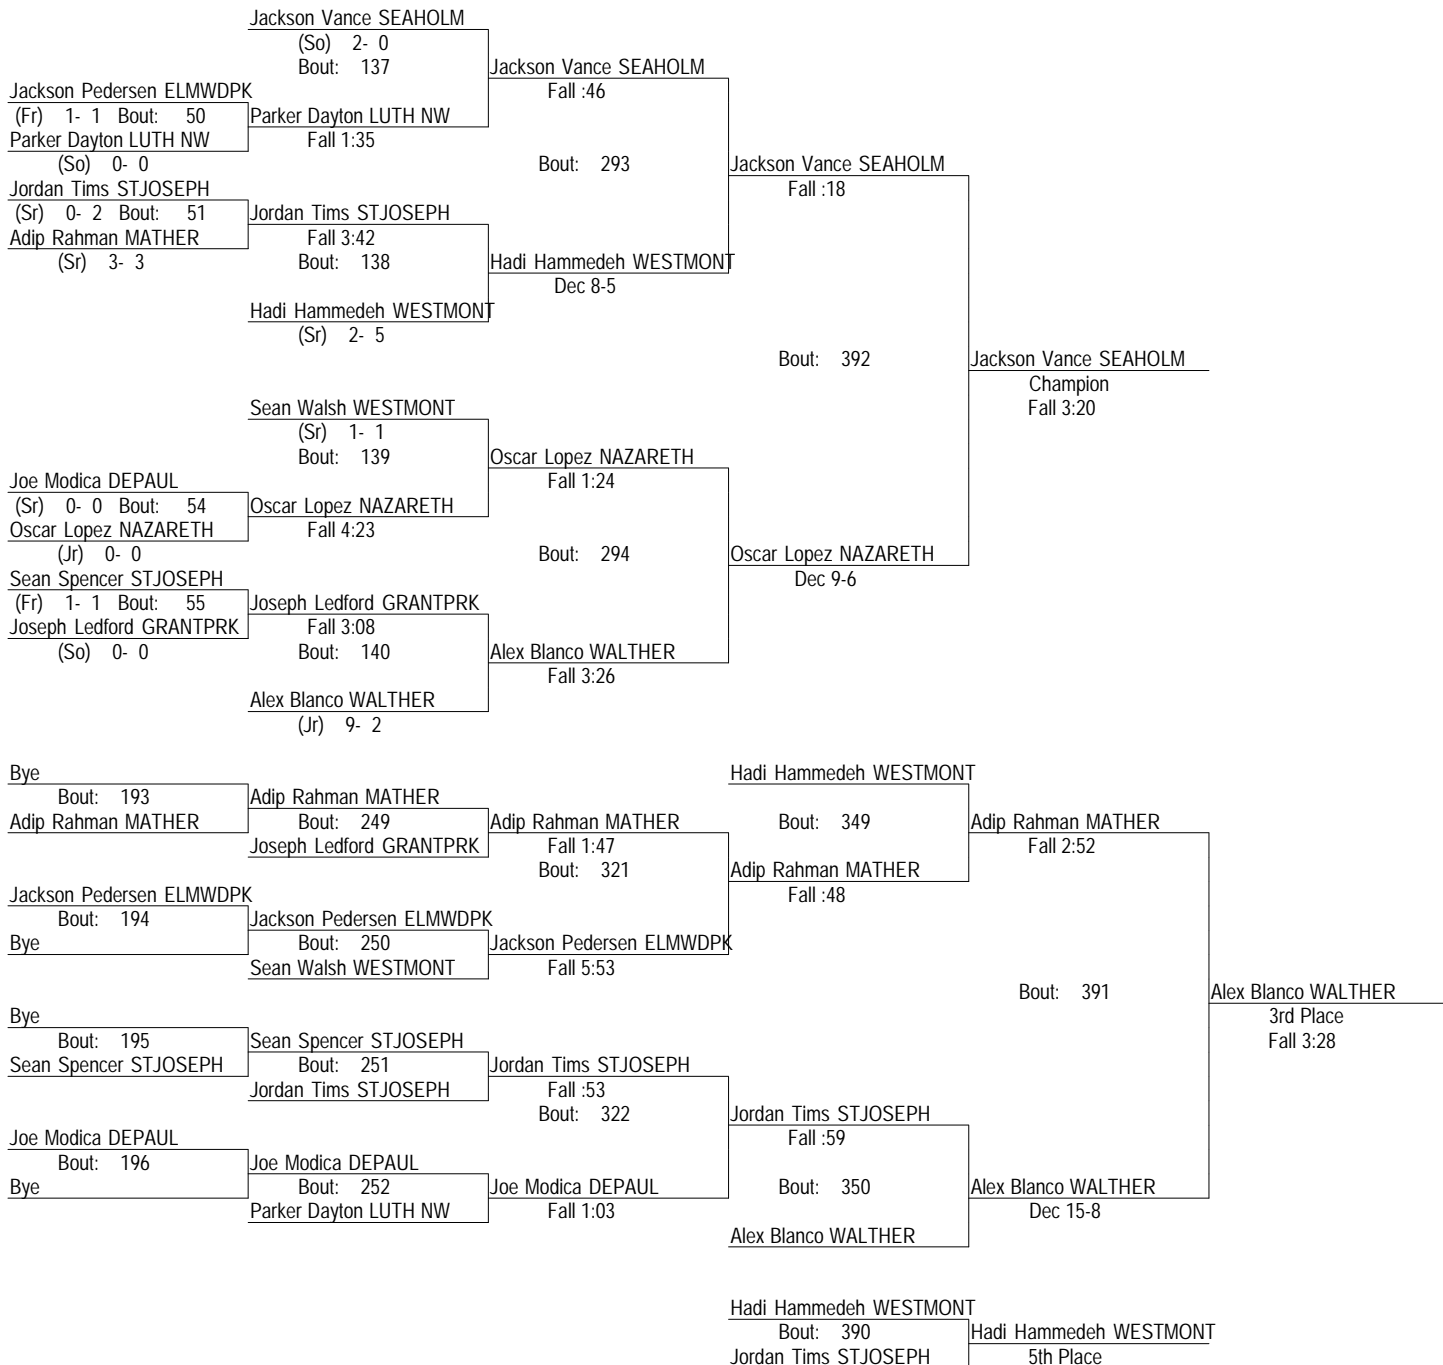 Jackson Vance SEAHOLM
(So) 2- 0
Bout: 137
Jackson Vance SEAHOLM
Fall :46
Jackson Pedersen ELMWDPK
(Fr) 1- 1 Bout: 50
Parker Dayton LUTH NW
Parker Dayton LUTH NW
Fall 1:35
(So) 0- 0
Bout: 293
Jackson Vance SEAHOLM
Fall :18
Jordan Tims STJOSEPH
(Sr) 0- 2 Bout: 51
Jordan Tims STJOSEPH
Adip Rahman MATHER
Fall 3:42
(Sr) 3- 3
Bout: 138
Hadi Hammedeh WESTMONT
Dec 8-5
Hadi Hammedeh WESTMONT
(Sr) 2- 5
Bout: 392
Jackson Vance SEAHOLM
Champion
Fall 3:20
Sean Walsh WESTMONT
(Sr) 1- 1
Bout: 139
Oscar Lopez NAZARETH
Fall 1:24
Joe Modica DEPAUL
(Sr) 0- 0 Bout: 54
Oscar Lopez NAZARETH
Oscar Lopez NAZARETH
Fall 4:23
(Jr) 0- 0
Bout: 294
Oscar Lopez NAZARETH
Dec 9-6
Sean Spencer STJOSEPH
(Fr) 1- 1 Bout: 55
Joseph Ledford GRANTPRK
Joseph Ledford GRANTPRK
Fall 3:08
(So) 0- 0
Bout: 140
Alex Blanco WALTHER
Fall 3:26
Alex Blanco WALTHER
(Jr) 9- 2
Bye
Bout: 193
Adip Rahman MATHER
Adip Rahman MATHER
Bout: 249
Joseph Ledford GRANTPRK
Adip Rahman MATHER
Fall 1:47
Bout: 321
Hadi Hammedeh WESTMONT
Bout: 349
Adip Rahman MATHER
Fall :48
Adip Rahman MATHER
Fall 2:52
Jackson Pedersen ELMWDPK
Bout: 194
Bye
Jackson Pedersen ELMWDPK
Bout: 250
Sean Walsh WESTMONT
Jackson Pedersen ELMWDPK
Fall 5:53
Bout: 391
Alex Blanco WALTHER
3rd Place
Fall 3:28
Bye
Bout: 195
Sean Spencer STJOSEPH
Sean Spencer STJOSEPH
Bout: 251
Jordan Tims STJOSEPH
Jordan Tims STJOSEPH
Fall :53
Bout: 322
Jordan Tims STJOSEPH
Fall :59
Joe Modica DEPAUL
Bout: 196
Bye
Joe Modica DEPAUL
Bout: 252
Parker Dayton LUTH NW
Joe Modica DEPAUL
Fall 1:03
Bout: 350
Alex Blanco WALTHER
Alex Blanco WALTHER
Dec 15-8
Hadi Hammedeh WESTMONT
Bout: 390
Jordan Tims STJOSEPH
Hadi Hammedeh WESTMONT
5th Place